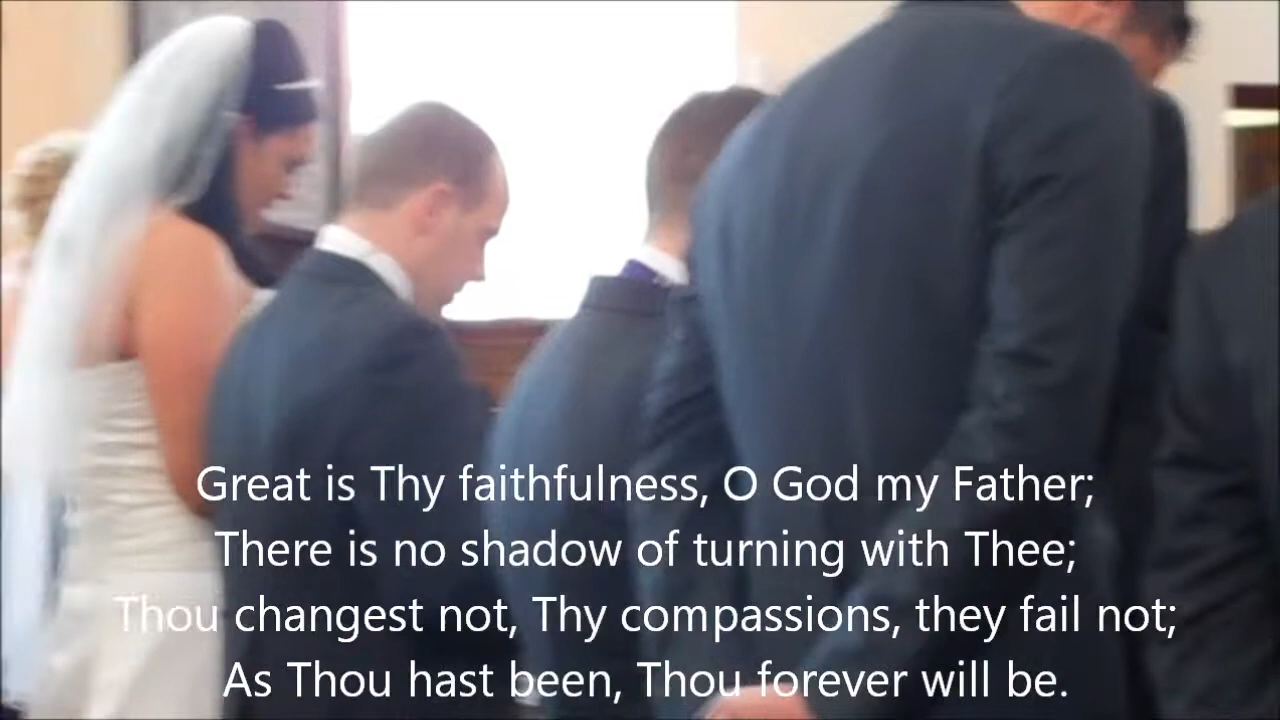 Great is Thy faithfulness, O God my Father;
There is no shadow of turning with Thee;
Thou changest not, Thy compassions, they fail not;
As Thou hast been, Thou forever will be.